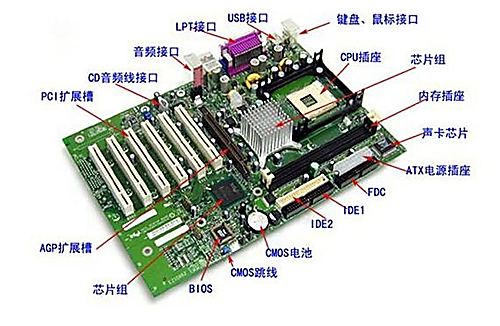 LPT接口
USB接口
键盘、鼠标接口
音频接口
CPU插座
芯片组
CD音频线接口
PCI扩展槽
内存插座
声卡芯片
ATX电源插座
FDC
IDE1
IDE2
AGP扩展槽
CMOS电池
CMOS跳线
芯片组
BIOS